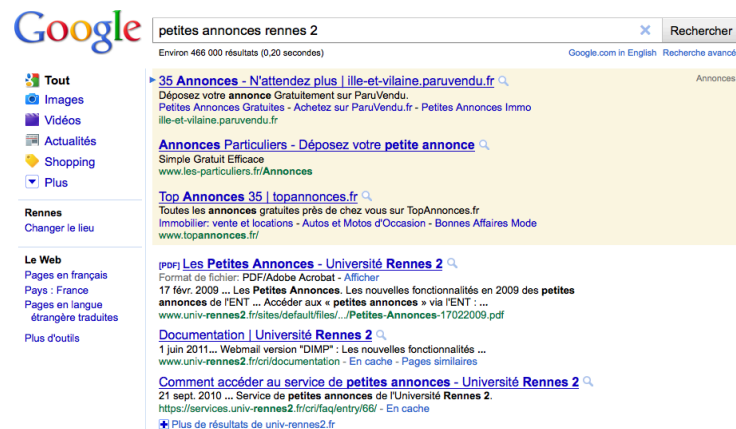 Google
petites annonces rennes 2
Rechercher
Environ 466 000 résultats (0,20 secondes)
Google.com in English Recherche avancé
Tout
Images
Vidéos
Actualités
Shopping
Plus
Rennes
Changer le lieu
Le Web
Pages en français
Pays : France
Pages en langue
étrangère traduites
Plus d'outils
35 Annonces - N'attendez plus | ille-et-vilaine.paruvendu.fr
Annonces
Déposez votre annonce Gratuitement sur ParuVendu.
Petites Annonces Gratuites - Achetez sur ParuVendu.fr - Petites Annonces Immo
ille-et-vilaine.paruvendu.fr
Annonces Particuliers - Déposez votre petite annonce
Simple Gratuit Efficace
www.les-particuliers.fr/Annonces
Top Annonces 35 | topannonces.fr
Toutes les annonces gratuites près de chez vous sur TopAnnonces.fr
Immobilier: vente et locations - Autos et Motos d'Occasion - Bonnes Affaires Mode
www.topannonces.fr/
[PDF] Les Petites Annonces - Université Rennes 2
Format de fichier: PDF/Adobe Acrobat - Afficher
17 févr. 2009 ... Les Petites Annonces. Les nouvelles fonctionnalités en 2009 des petites
annonces de l'ENT ... Accéder aux « petites annonces » via l'ENT : ...
www.univ-rennes2.fr/sites/default/files/.../Petites-Annonces-17022009.pdf
Documentation | Université Rennes 2
1 juin 2011... Webmail version "DIMP" : Les nouvelles fonctionnalités ...
www.univ-rennes2.fr/cri/documentation - En cache - Pages similaires
Comment accéder au service de petites annonces - Université Rennes 2
21 sept. 2010 ... Service de petites annonces de l'Université Rennes 2.
https://services.univ-rennes2.fr/cri/faq/entry/66/ - En cache
Plus de résultats de univ-rennes2.fr